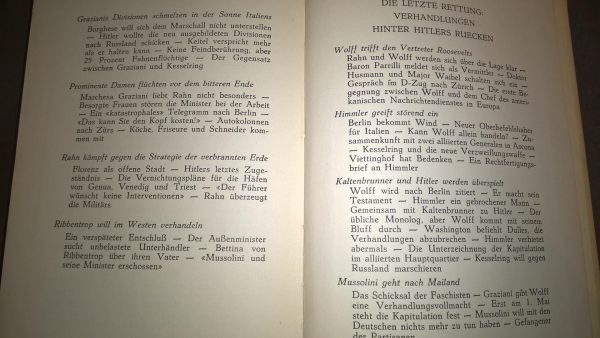 Grazianis Divisionen schmelzen in der Sonne Italiens
Borghese will sich dem Marschall nicht unterstellen
— Hitler wollte die neu ausgebildeten Divisionen
nach Russland schicken — Keitel verspricht mehr
als er halten kann — Keine Feindberührung, aber
25 Prozent Fahnenflüchtige — Der Gegensatz
zwischen Graziani und Kesselring
Prominente Damen flüchten vor dem bitteren Ende
Marchesa Graziani liebt Rahn nicht besonders —
Besorgte Frauen stören die Minister bei der Arbeit
— Ein «katastrophales» Telegramm nach Berlin —
«Das kann Sie den Kopf kosten!» — Autokolonnen
nach Zürs — Köche, Friseure und Schneider kom-
men mit
Rahn kämpft gegen die Strategie der verbrannten Erde
Florenz als offene Stadt — Hitlers letztes Zuge-
ständnis — Die Vernichtungspläne für die Häfen
von Genua, Venedig und Triest — «Der Führer
wünscht keine Interventionen» — Rahn überzeugt
die Militärs
Ribbentrop will im Westen verhandeln
Ein verspäteter Entschluß — Der Außenminister
sucht unbelastete Unterhändler — Bettina von
Ribbentrop über ihren Vater — «Mussolini und
seine Minister erschossen»
DIE LETZTE RETTUNG:
VERHANDLUNGEN
HINTER HITLERS RUECKEN
Wolff trifft den Vertreter Roosevelts
Rahn und Wolff werden sich über die Lage klar —
Baron Parrilli meldet sich als Vermittler — Doktor
Husmann und Major Waibel schalten sich ein —
Gespräch im D-Zug nach Zürich — Die erste Be-
gegnung zwischen Wolff und dem Chef des ameri-
kanischen Nachrichtendienstes in Europa
Himmler greift störend ein
Berlin bekommt Wind — Neuer Oberbefehlshaber
für Italien — Kann Wolff allein handeln? — Zu-
sammenkunft mit zwei alliierten Generalen in Ascona
— Kesselring und die neue Verzweiflungswaffe —
Viettinghof hat Bedenken — Ein Rechtfertigungs-
brief an Himmler
Kaltenbrunner und Hitler werden überspielt
Wolff wird nach Berlin zitiert — Er macht sein
Testament — Himmler ein gebrochener Mann —
Gemeinsam mit Kaltenbrunner zu Hitler — Der
übliche Monolog, aber Wolff kommt mit seinem
Bluff durch — Washington befiehlt Dulles, die
Verhandlungen abzubrechen — Himmler verbietet
abermals — Die Unterzeichnung der Kapitulation
im alliierten Hauptquartier — Kesselring will gegen
Russland marschieren
Mussolini geht nach Mailand
Das Schicksal der Faschisten — Graziani gibt Wolff
eine Verhandlungsvollmacht — Erst am 1. Mai
steht die Kapitulation fest — Mussolini will mit den
Deutschen nichts mehr zu tun haben — Gefangener
der Partisanen